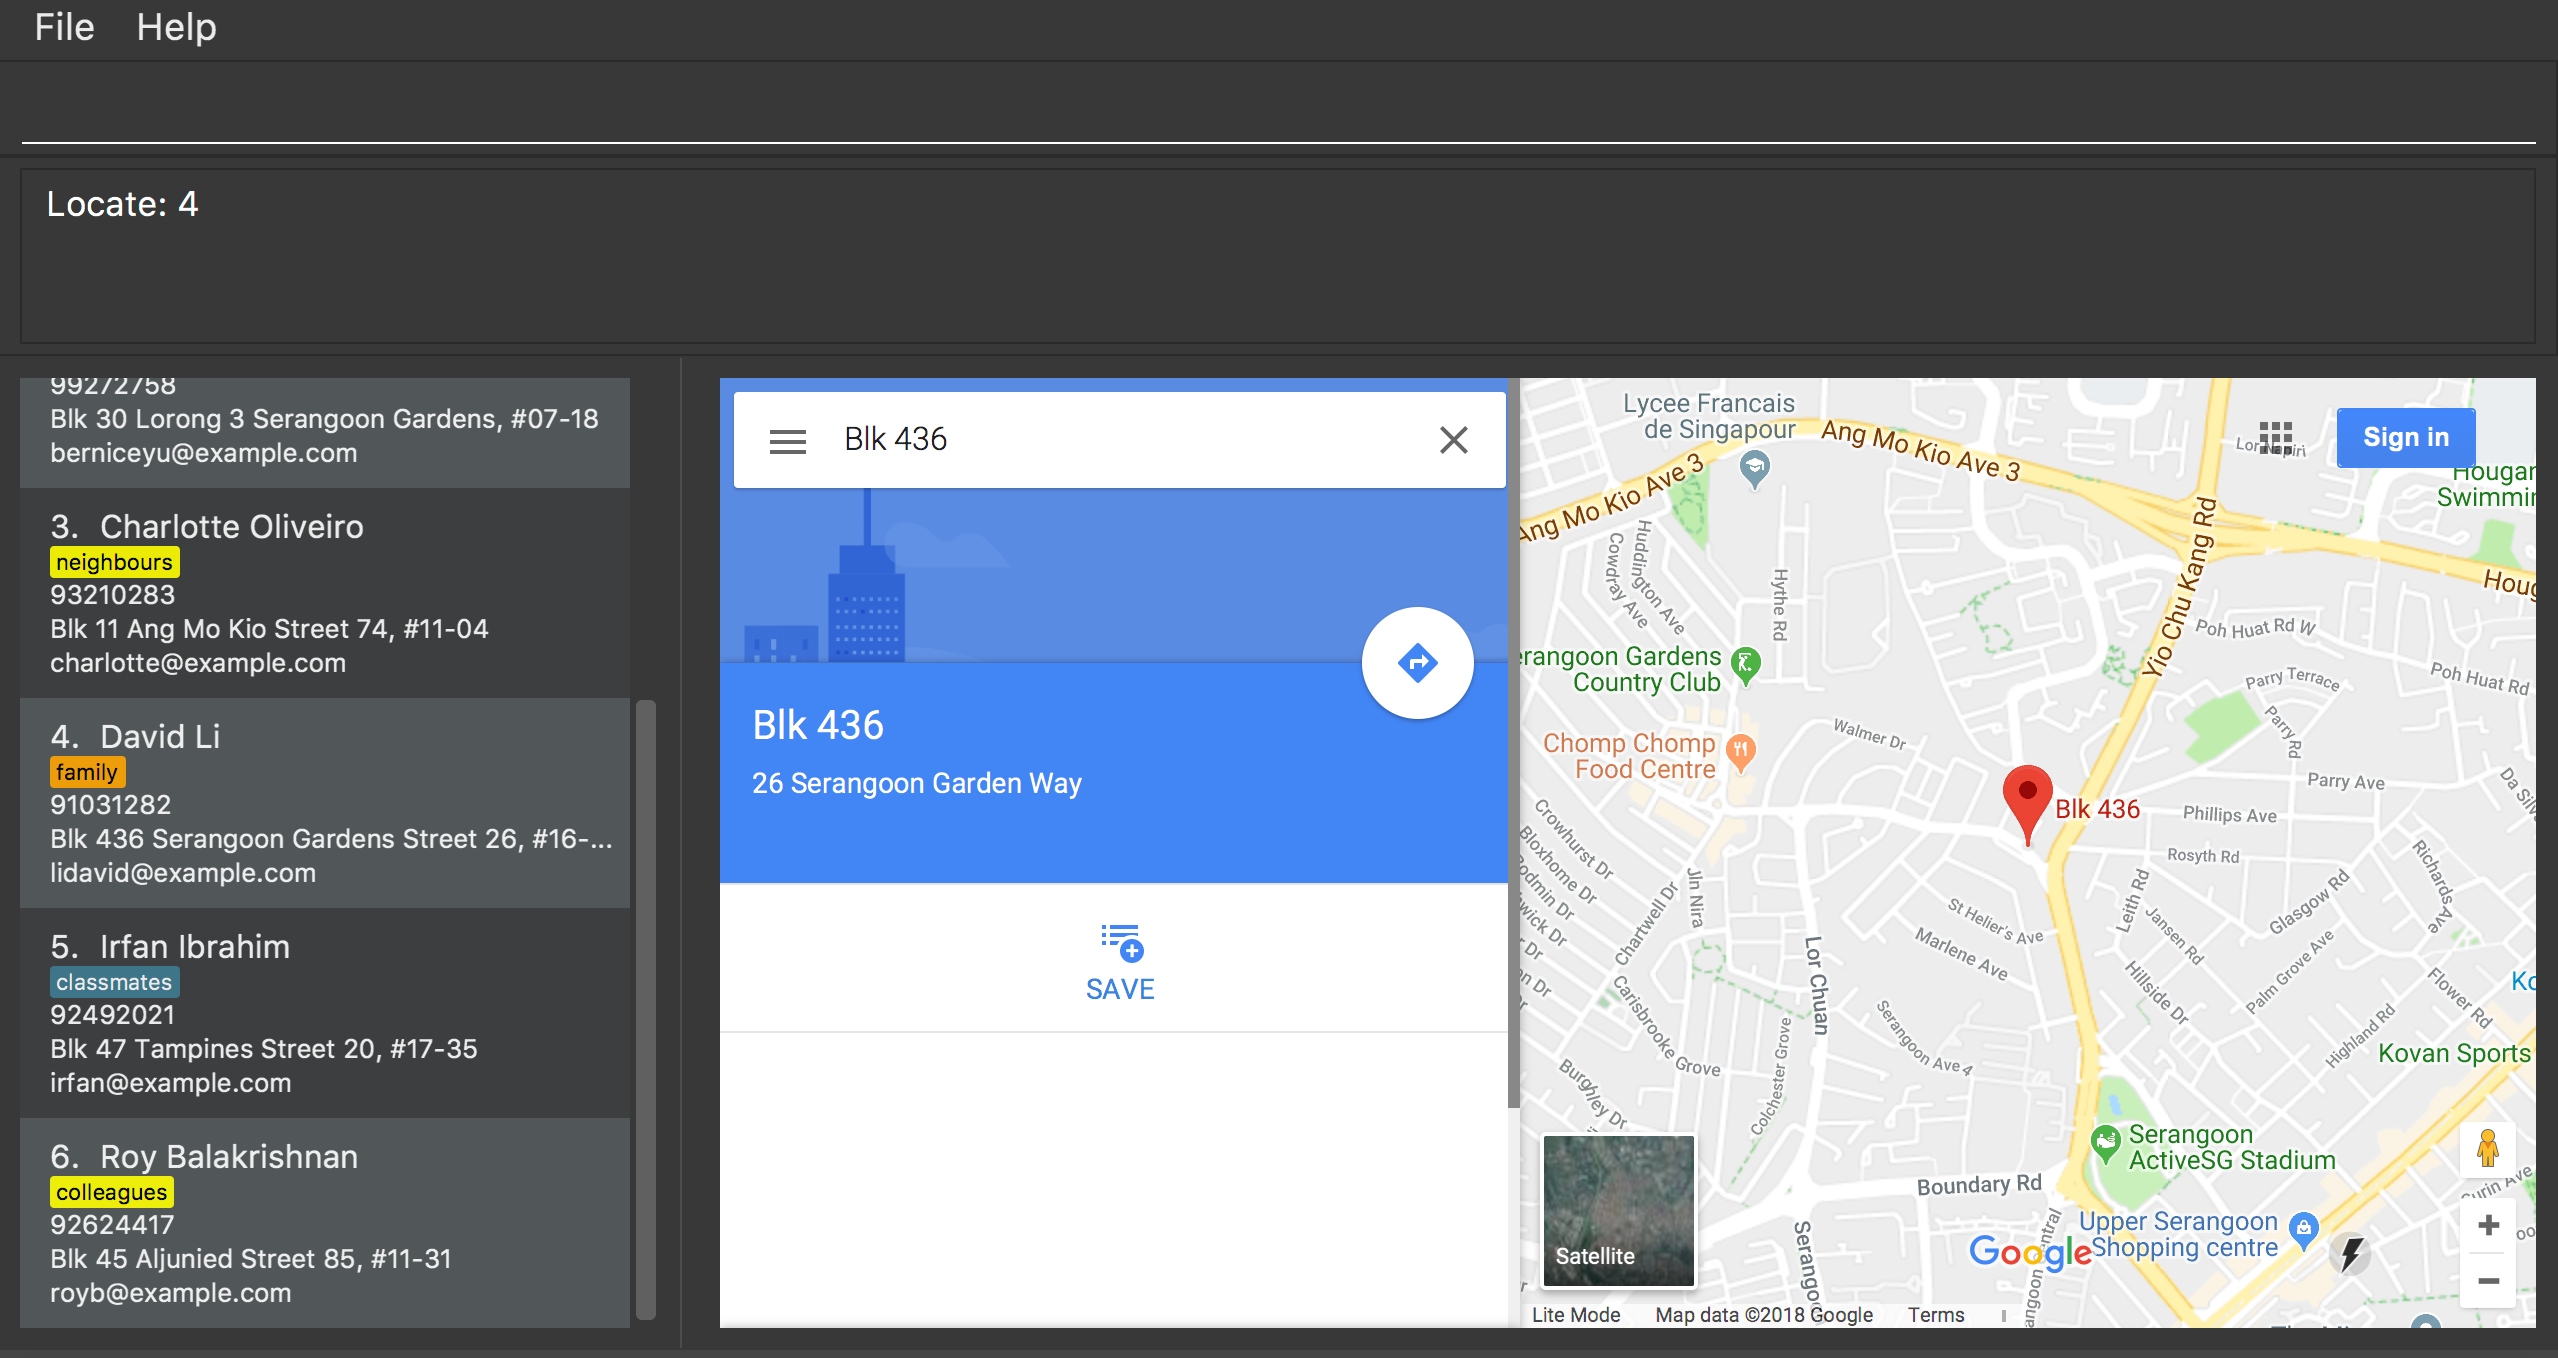 File Help
Locate: 4
99272758
Blk 30 Lorong 3 Serangoon Gardens, #07-18
berniceyu@example.com
3. Charlotte Oliveiro
neighbours
93210283
Blk 11 Ang Mo Kio Street 74, #11-04
charlotte@example.com
4. David Li
family
91031282
Blk 436 Serangoon Gardens Street 26, #16-...
lidavid@example.com
5. Irfan Ibrahim
classmates
92492021
Blk 47 Tampines Street 20, #17-35
irfan@example.com
6. Roy Balakrishnan
colleagues
92624417
Blk 45 Aljunied Street 85, #11-31
royb@example.com
Blk 436
Blk 436
26 Serangoon Garden Way
SAVE
Lycee Francais
de Singapour
Ang Mo Kio Ave 3
Ang Mo Kio Ave 3
Sign in
Swimmin
Huddington Ave
Cowdray Ave
Hythe Rd
Yio Chu Kang Rd
Houg
Poh Huat Rd W
Poh Huat Rd
Parry Terrace
Parry Rd
Parry Ave
erangoon Gardens
Country Club
Chomp Chomp
Food Centre
Walmer Dr
Blk 436
Phillips Ave
Rosyth Rd
Da Silv
Crowhurst Dr
Bloxhome Dr
odmin Dr
wick Dr
Chartwell Dr
Jln Nira
Lor Chuan
St Helier's Ave
Marlene Ave
Leith Rd
Jansen Rd
Glasgow Rd
Richards Ave
Hillside Dr
Palm Grove Ave
Flower Rd
Highland Rd
Carisbrooke Grove
Colchester Grove
Serangoon Ave 4
Burghley Dr
Kovan Sports
Serangoon
ActiveSG Stadium
Boundary Rd
Upper Serangoon
Shopping centre
Google
Satellite
Lite Mode Map data ©2018 Google Terms